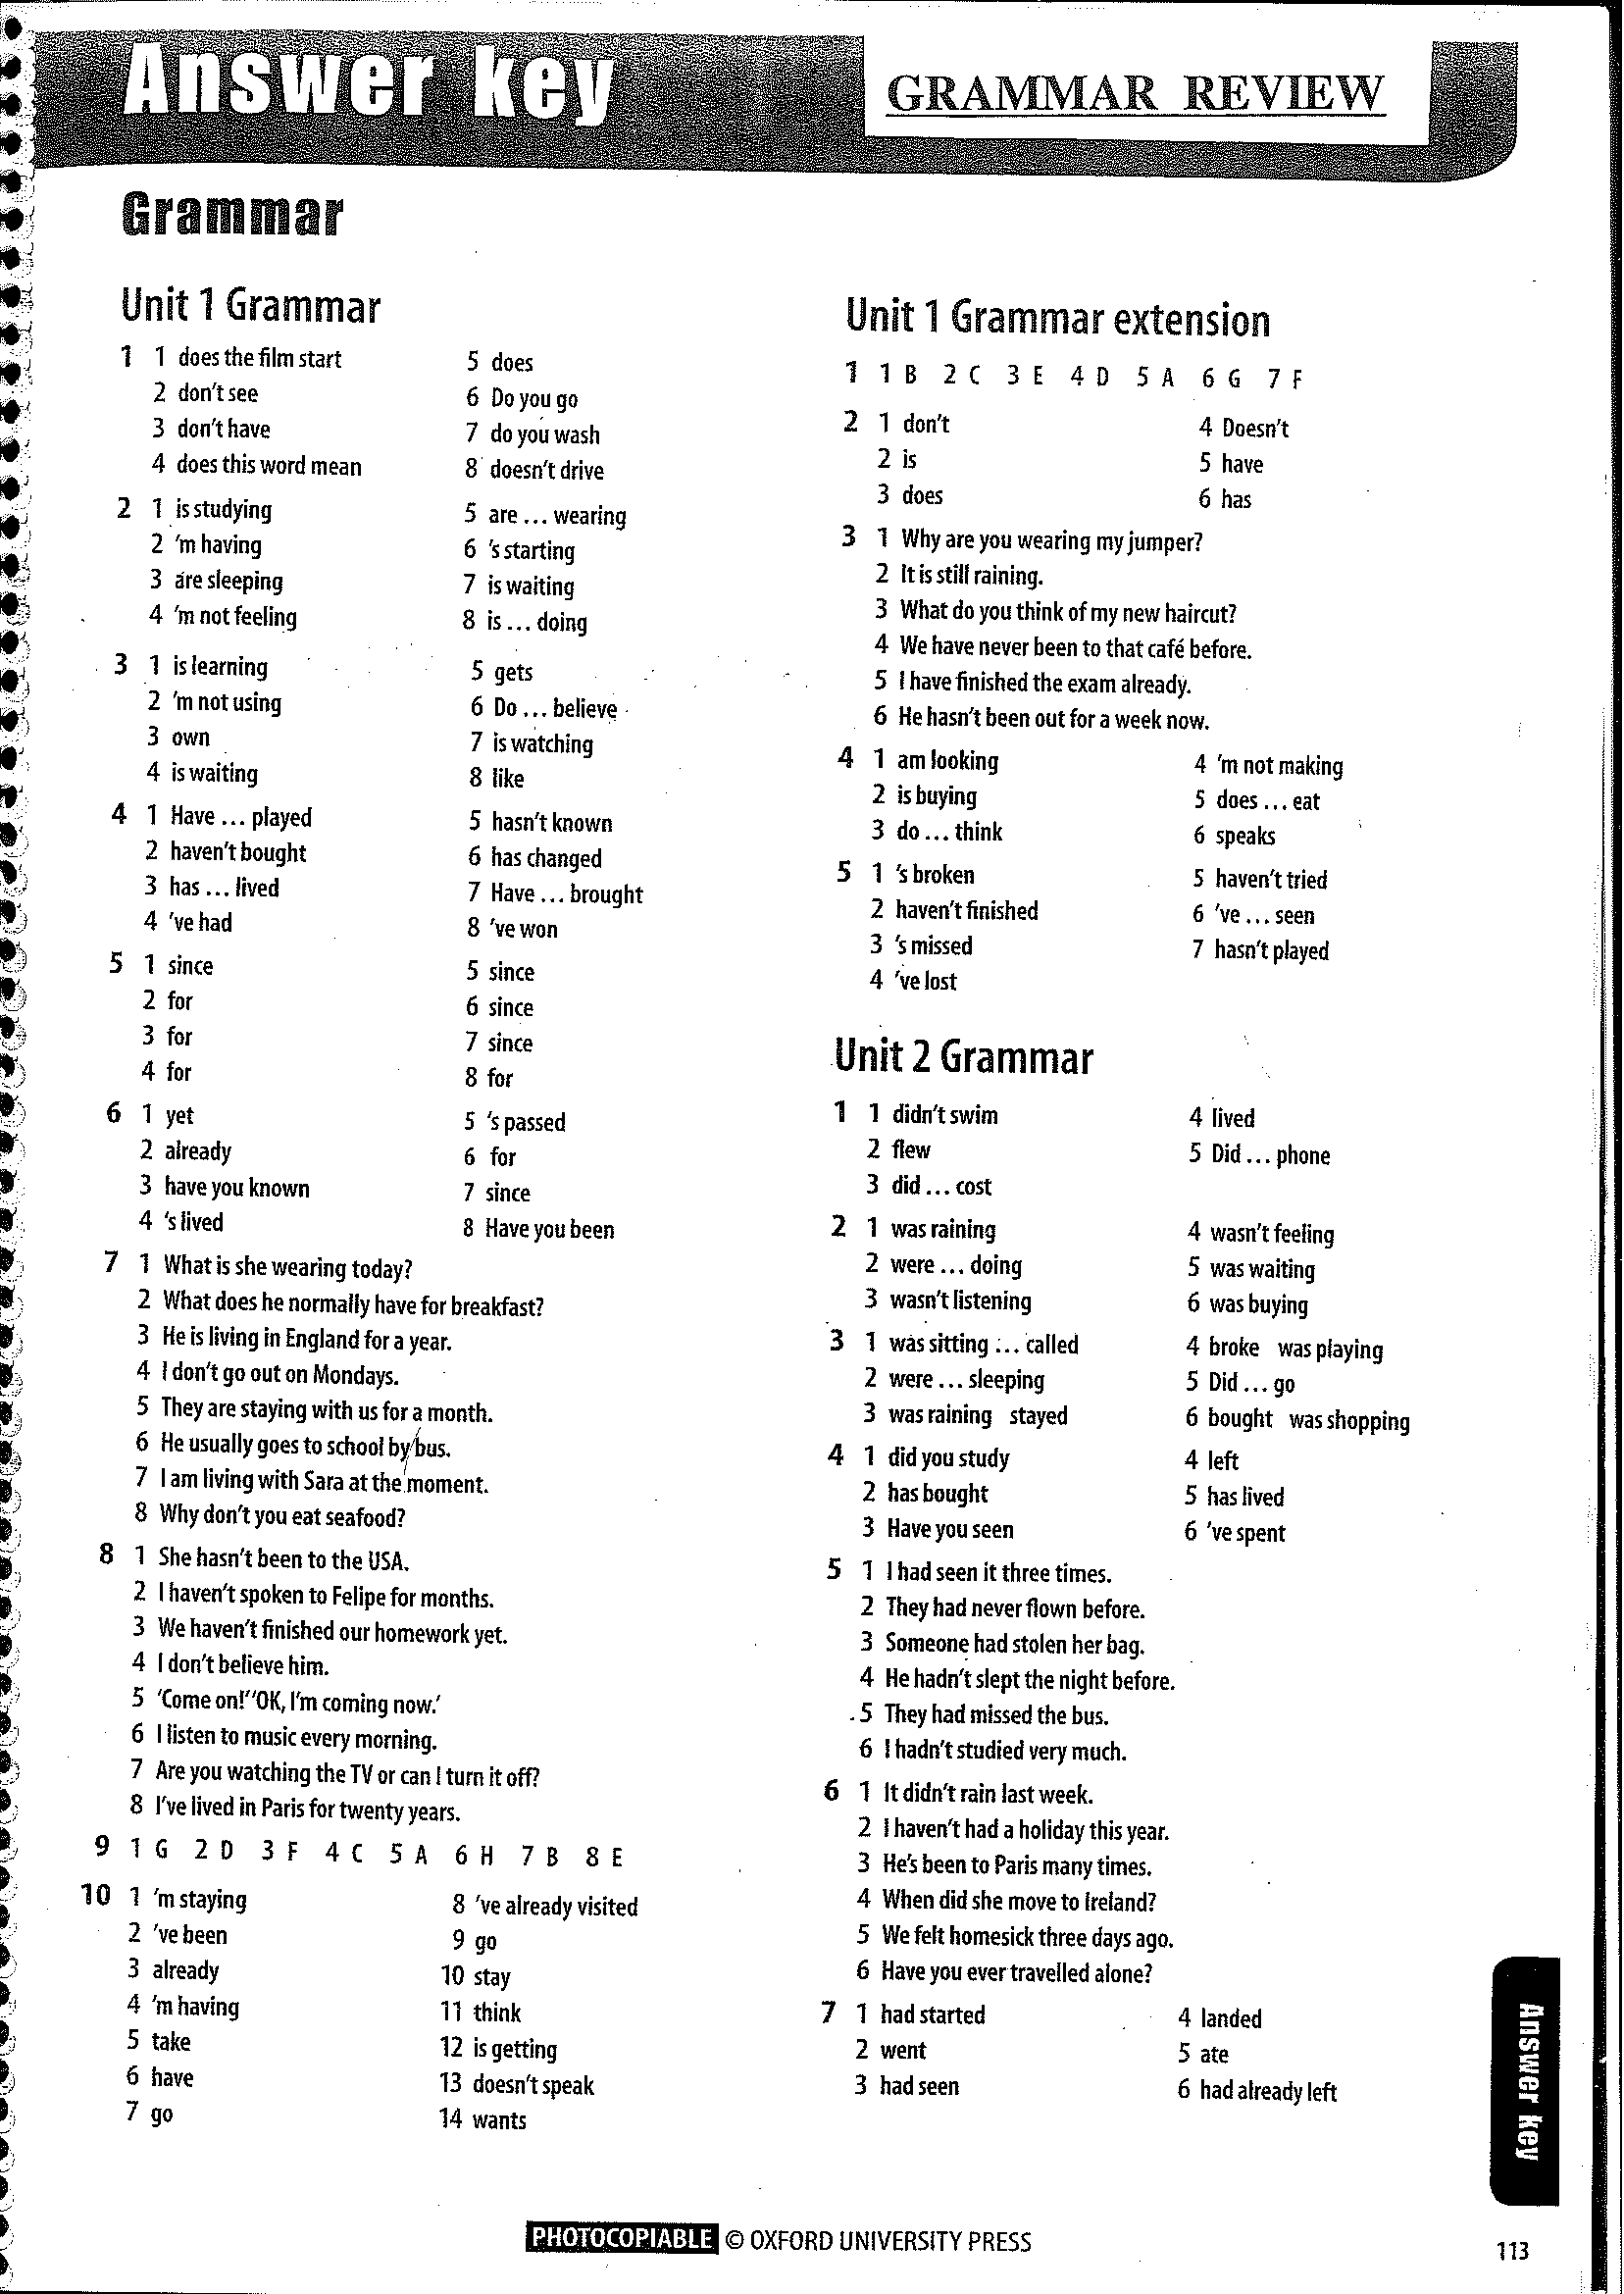 Answer key
GRAMMAR REVIEW
Grammar
Unit 1 Grammar
1 1 does the film start
2 don't see
3 don't have
4 does this word mean
5 does
6 Do you go
7 do you wash
8 doesn't drive
2 1 is studying
2 'm having
3 are sleeping
4 'm not feeling
5 are ... wearing
6 's starting
7 is waiting
8 is ... doing
3 1 is learning
2 'm not using
3 own
4 is waiting
5 gets
6 Do ... believe
7 is watching
8 like
4 1 Have ... played
2 haven't bought
3 has ... lived
4 've had
5 hasn't known
6 has changed
7 Have ... brought
8 've won
5 1 since
2 for
3 for
4 for
5 since
6 since
7 since
8 for
6 1 yet
2 already
3 have you known
4 's lived
5 's passed
6 for
7 since
8 Have you been
7 1 What is she wearing today?
2 What does he normally have for breakfast?
3 He is living in England for a year.
4 I don't go out on Mondays.
5 They are staying with us for a month.
6 He usually goes to school by bus.
7 I am living with Sara at the moment.
8 Why don't you eat seafood?
8 1 She hasn't been to the USA.
2 I haven't spoken to Felipe for months.
3 We haven't finished our homework yet.
4 I don't believe him.
5 'Come on!' 'OK, I'm coming now.'
6 I listen to music every morning.
7 Are you watching the TV or can I turn it off?
8 I've lived in Paris for twenty years.
9 1 G 2 D 3 F 4 C 5 A 6 H 7 B 8 E
10 1 'm staying
2 've been
3 already
4 'm having
5 take
6 have
7 go
8 've already visited
9 go
10 stay
11 think
12 is getting
13 doesn't speak
14 wants
Unit 1 Grammar extension
1 1 B 2 C 3 E 4 D 5 A 6 G 7 F
2 1 don't
2 is
3 does
4 Doesn't
5 have
6 has
3 1 Why are you wearing my jumper?
2 It is still raining.
3 What do you think of my new haircut?
4 We have never been to that café before.
5 I have finished the exam already.
6 He hasn't been out for a week now.
4 1 am looking
2 is buying
3 do ... think
4 'm not making
5 does ... eat
6 speaks
5 1 's broken
2 haven't finished
3 's missed
4 've lost
5 haven't tried
6 've ... seen
7 hasn't played
Unit 2 Grammar
1 1 didn't swim
2 flew
3 did ... cost
4 lived
5 Did ... phone
2 1 was raining
2 were ... doing
3 wasn't listening
4 wasn't feeling
5 was waiting
6 was buying
3 1 was sitting ... called
2 were ... sleeping
3 was raining stayed
4 broke was playing
5 Did ... go
6 bought was shopping
4 1 did you study
2 has bought
3 Have you seen
4 left
5 has lived
6 've spent
5 1 I had seen it three times.
2 They had never flown before.
3 Someone had stolen her bag.
4 He hadn't slept the night before.
5 They had missed the bus.
6 I hadn't studied very much.
6 1 It didn't rain last week.
2 I haven't had a holiday this year.
3 He's been to Paris many times.
4 When did she move to Ireland?
5 We felt homesick three days ago.
6 Have you ever travelled alone?
7 1 had started
2 went
3 had seen
4 landed
5 ate
6 had already left
Answer key
PHOTOCOPIABLE © OXFORD UNIVERSITY PRESS
113